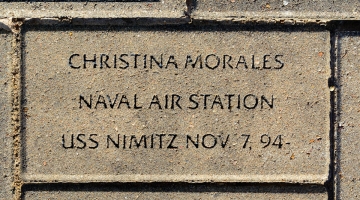 CHRISTINA MORALES
NAVAL AIR STATION
USS NIMITZ NOV. 7, 94-